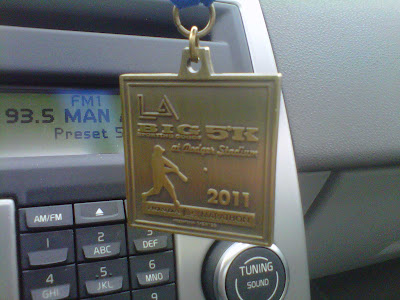 FM1
93.5 MAN
Preset 5
LA
BIG 5K
at Dodger Stadium
2011
AM/FM
1
2 ABC
3 DEF
4
5 JKL
6 MNO
TUNING
SOUND